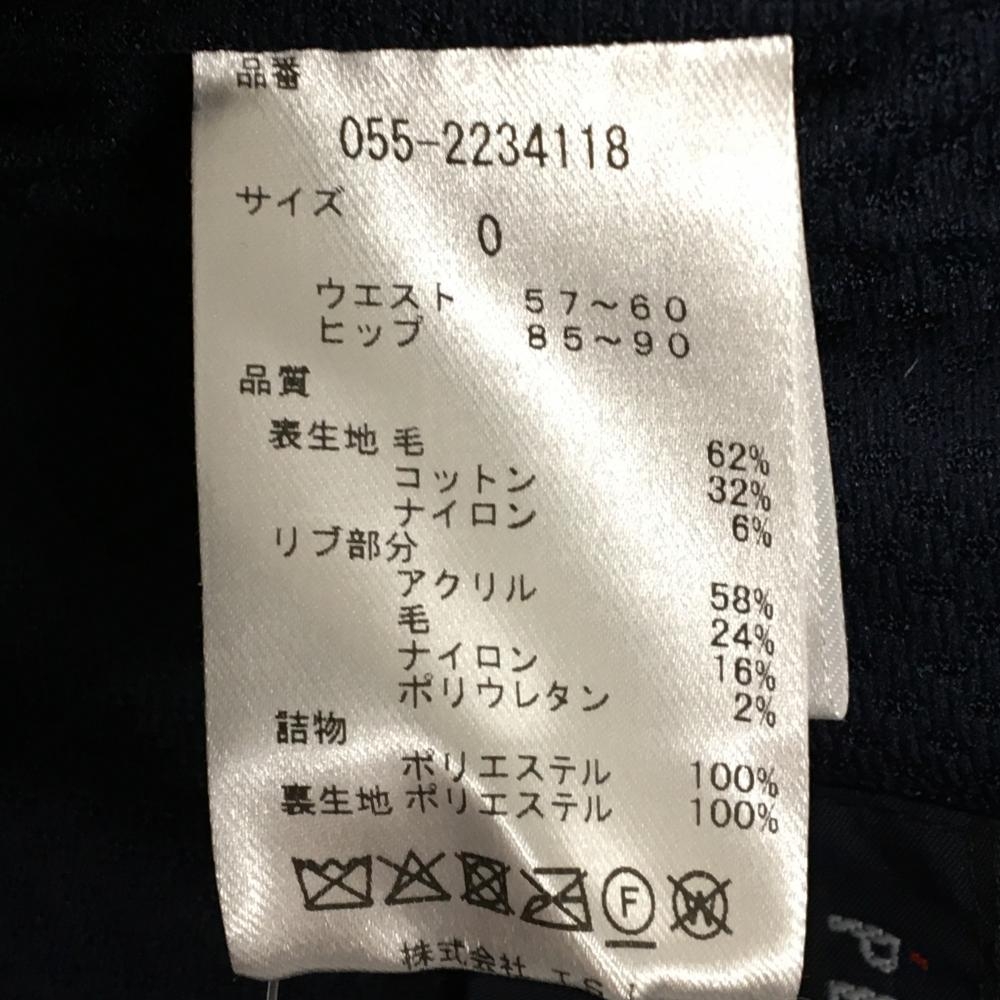 品番
055-2234118
サイズ
0
ウエスト 57～60
ヒップ 85～90
品質
表生地 毛 62%
コットン 32%
ナイロン 6%
リブ部分
アクリル 58%
毛 24%
ナイロン 16%
ポリウレタン 2%
詰物
ポリエステル 100%
裏生地 ポリエステル 100%
F W
株式会社
P